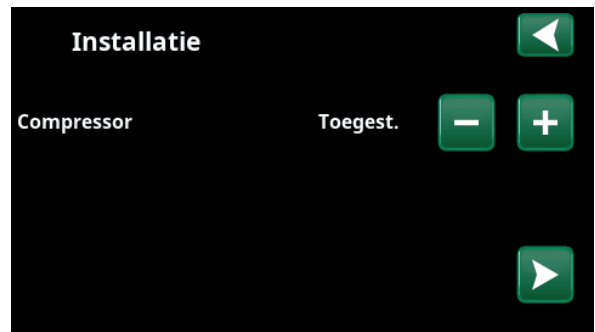 Installatie
Compressor Toegest. − +